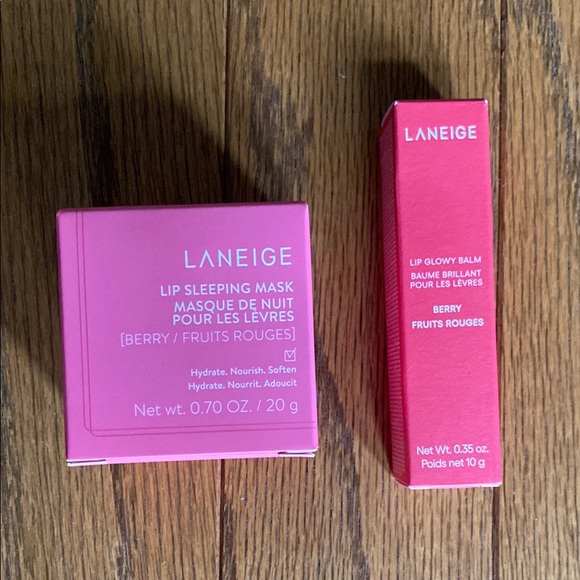 LANEIGE
LIP SLEEPING MASK
MASQUE DE NUIT
POUR LES LÈVRES
[BERRY / FRUITS ROUGES]
Hydrate. Nourish. Soften
Hydrate. Nourrit. Adoucit
Net wt. 0.70 OZ. / 20 g
LANEIGE
LIP GLOWY BALM
BAUME BRILLANT
POUR LES LÈVRES
BERRY
FRUITS ROUGES
Net Wt. 0.35 oz.
Poids net 10 g